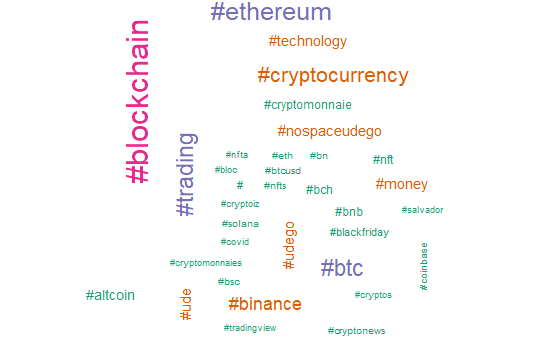 #ethereum
#blockchain
#technology
#cryptocurrency
#cryptomonnaie
#nospaceudego
#trading
#nfta
#eth
#bn
#nft
#bloc
#btcusd
#
#nfts
#bch
#money
#cryptoiz
#bnb
#salvador
#solana
#udego
#blackfriday
#covid
#coinbase
#cryptomonnaies
#btc
#bsc
#altcoin
#ude
#binance
#cryptos
#tradingview
#cryptonews